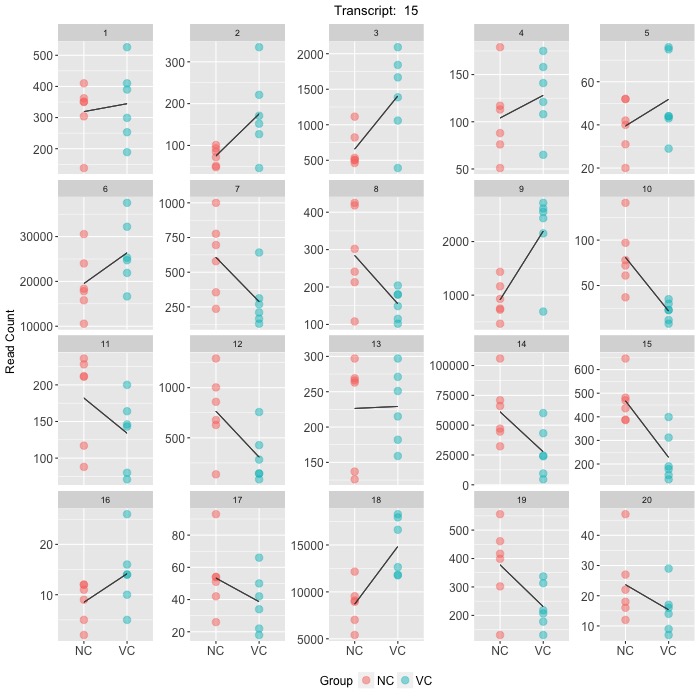 Transcript: 15
1 2 3 4 5
500 400 300 200
300 200 100
2000 1500 1000 500
150 100 50
60 40 20
6 7 8 9 10
30000 20000 10000
1000 750 500 250
400 300 200 100
2000 1000
100 50
Read Count
11 12 13 14 15
200 150 100
1000 500
300 250 200 150
100000 75000 50000 25000 0
600 500 400 300 200
16 17 18 19 20
20 10
80 60 40 20
15000 10000 5000
500 400 300 200
40 30 20 10
NC VC NC VC NC VC NC VC NC VC
Group NC VC